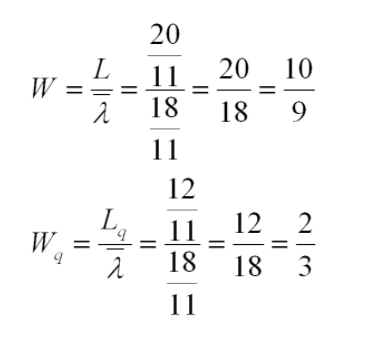 W = L/λ̄ = (20/11)/(18/11) = 20/18 = 10/9
W_q = L_q/λ̄ = (12/11)/(18/11) = 12/18 = 2/3